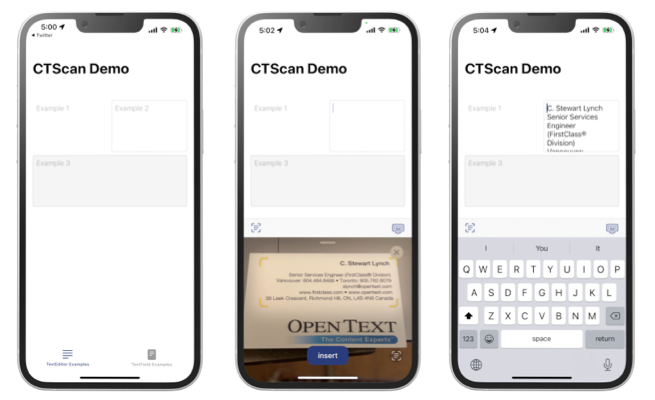 5:00
Twitter
CTScan Demo
Example 1
Example 2
Example 3
TextEditor Examples
TextField Examples
5:02
CTScan Demo
Example 1
Example 3
C. Stewart Lynch
Senior Services Engineer (FirstClass® Division)
Vancouver: 604.484.8466 • Toronto: 905.762.6079
slynch@opentext.com
www.firstclass.com • www.opentext.com
38 Leek Crescent, Richmond Hill, ON, L4B 4N8 Canada
OPEN TEXT
The Content Experts
insert
5:04
CTScan Demo
Example 1
C. Stewart Lynch
Senior Services
Engineer
(FirstClass®
Division)
Vancouver
Example 3
I You It
Q W E R T Y U I O P
A S D F G H J K L
Z X C V B N M
123 space return